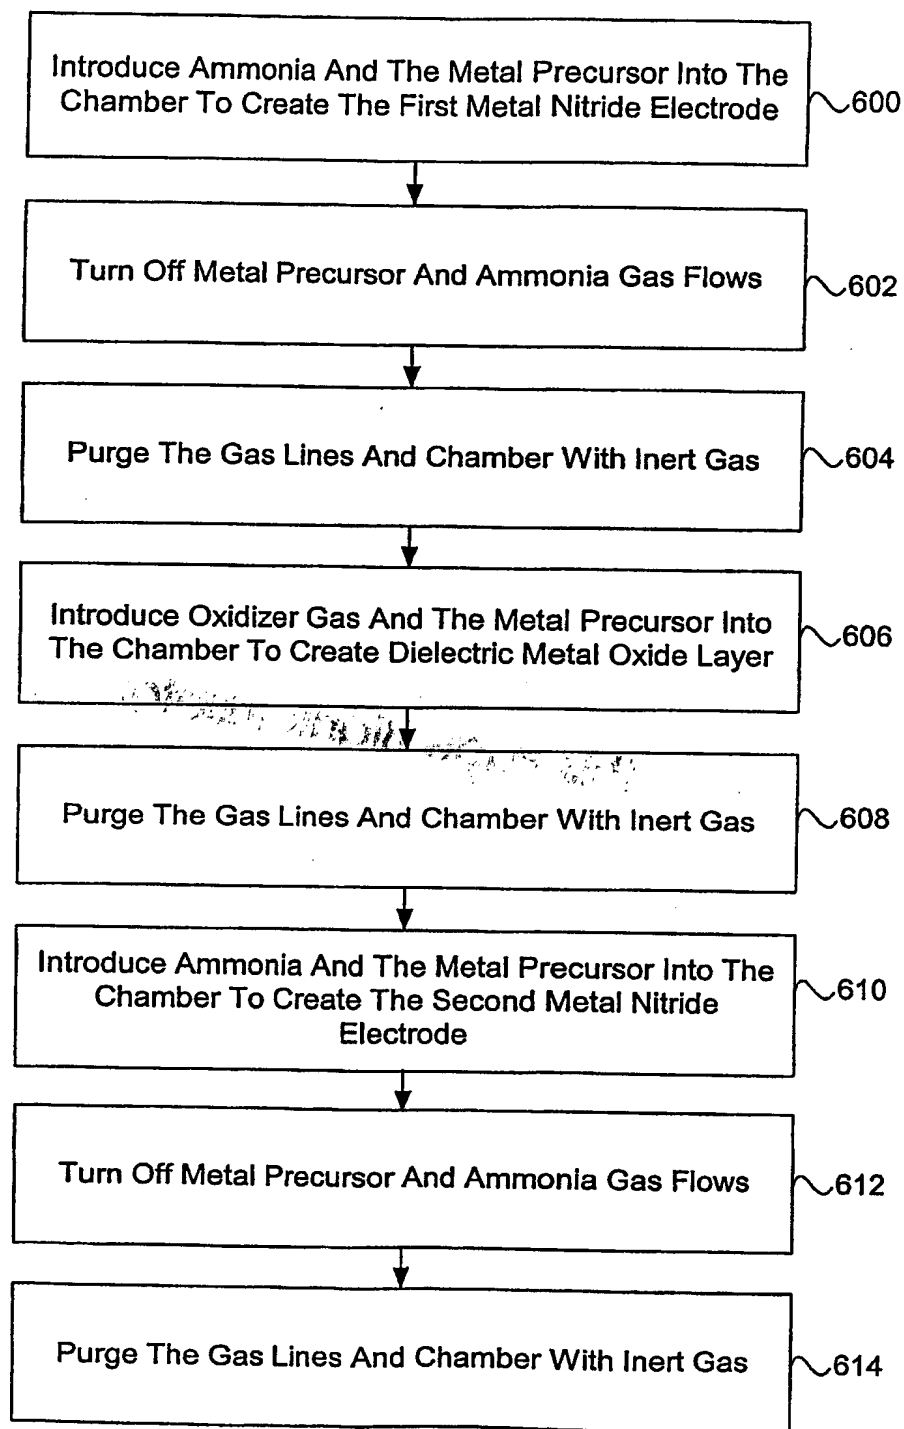 Introduce Ammonia And The Metal Precursor Into The
Chamber To Create The First Metal Nitride Electrode
600
Turn Off Metal Precursor And Ammonia Gas Flows
602
Purge The Gas Lines And Chamber With Inert Gas
604
Introduce Oxidizer Gas And The Metal Precursor Into
The Chamber To Create Dielectric Metal Oxide Layer
606
Purge The Gas Lines And Chamber With Inert Gas
608
Introduce Ammonia And The Metal Precursor Into The
Chamber To Create The Second Metal Nitride
Electrode
610
Turn Off Metal Precursor And Ammonia Gas Flows
612
Purge The Gas Lines And Chamber With Inert Gas
614